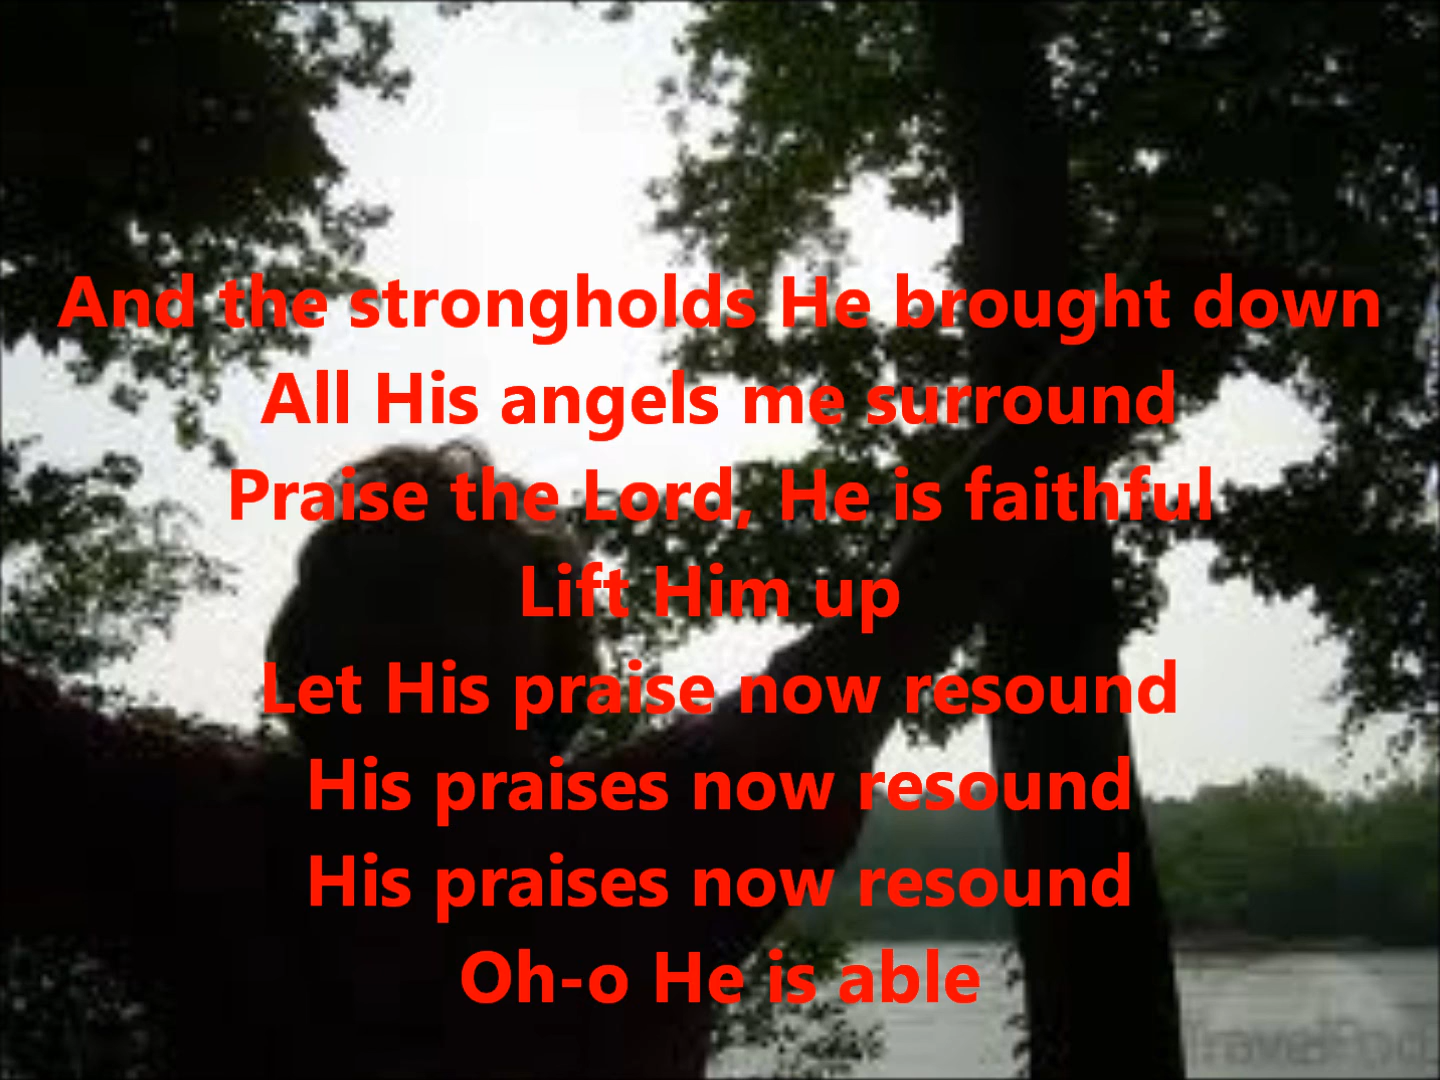 And the strongholds He brought down
All His angels me surround
Praise the Lord, He is faithful
Lift Him up
Let His praise now resound
His praises now resound
His praises now resound
Oh-o He is able